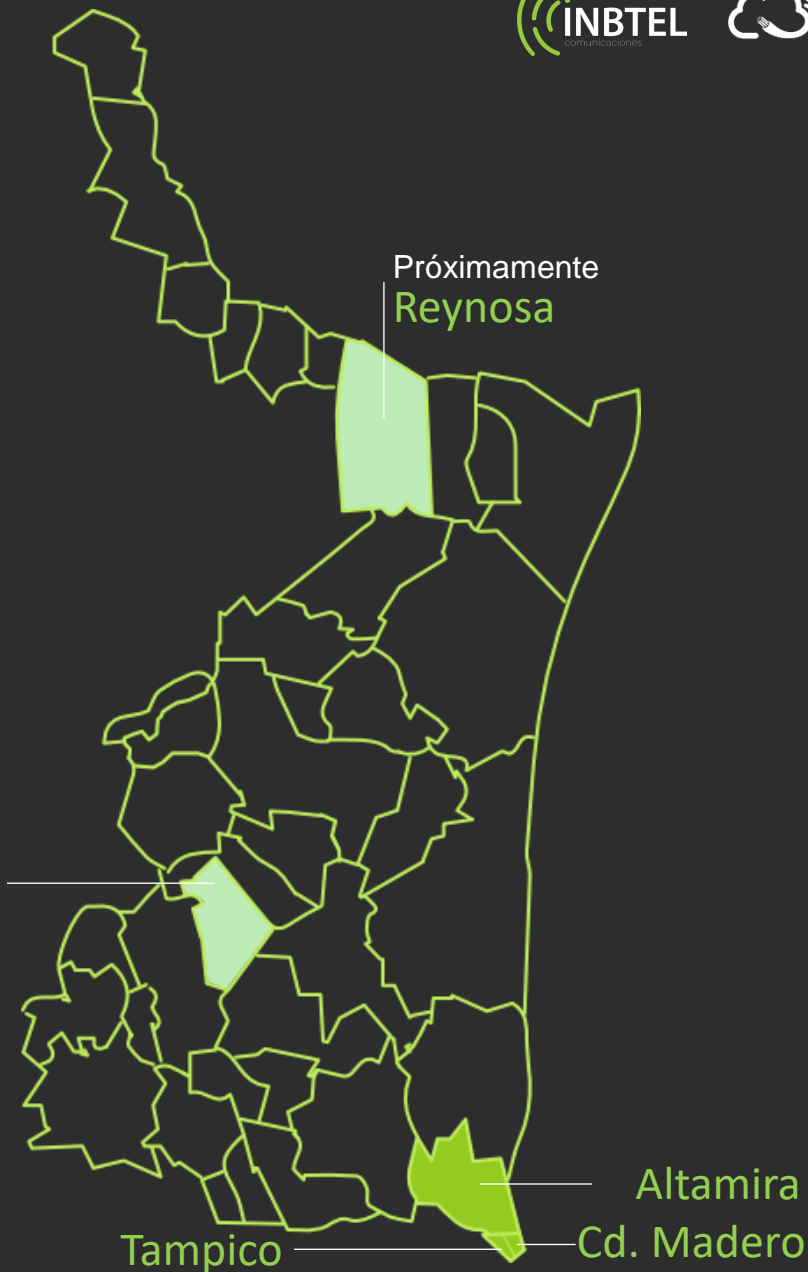 INBTEL
comunicaciones
Próximamente
Reynosa
Altamira
Cd. Madero
Tampico